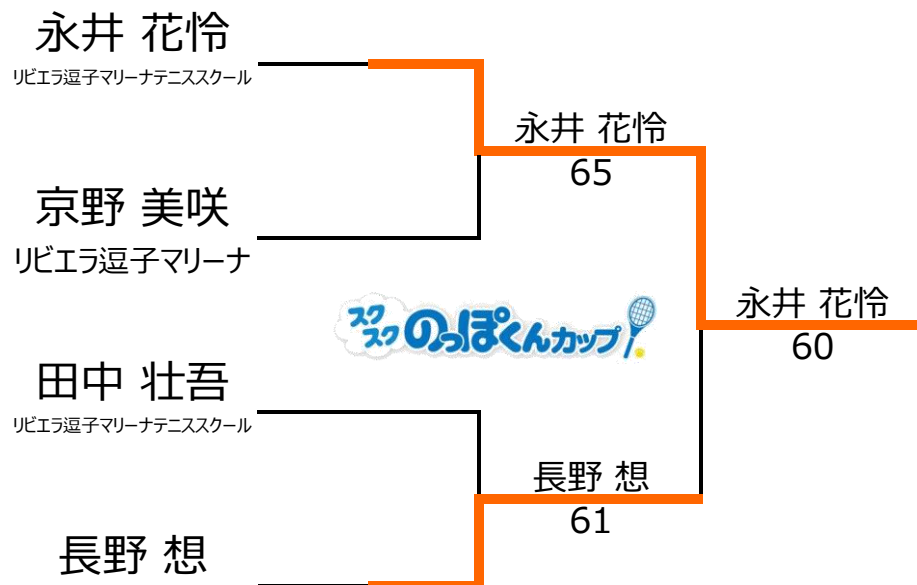 永井 花怜
リビエラ逗子マリーナテニススクール
永井 花怜
65
京野 美咲
リビエラ逗子マリーナ
スクスク のっぽくんカップ
永井 花怜
60
田中 壮吾
リビエラ逗子マリーナテニススクール
長野 想
61
長野 想